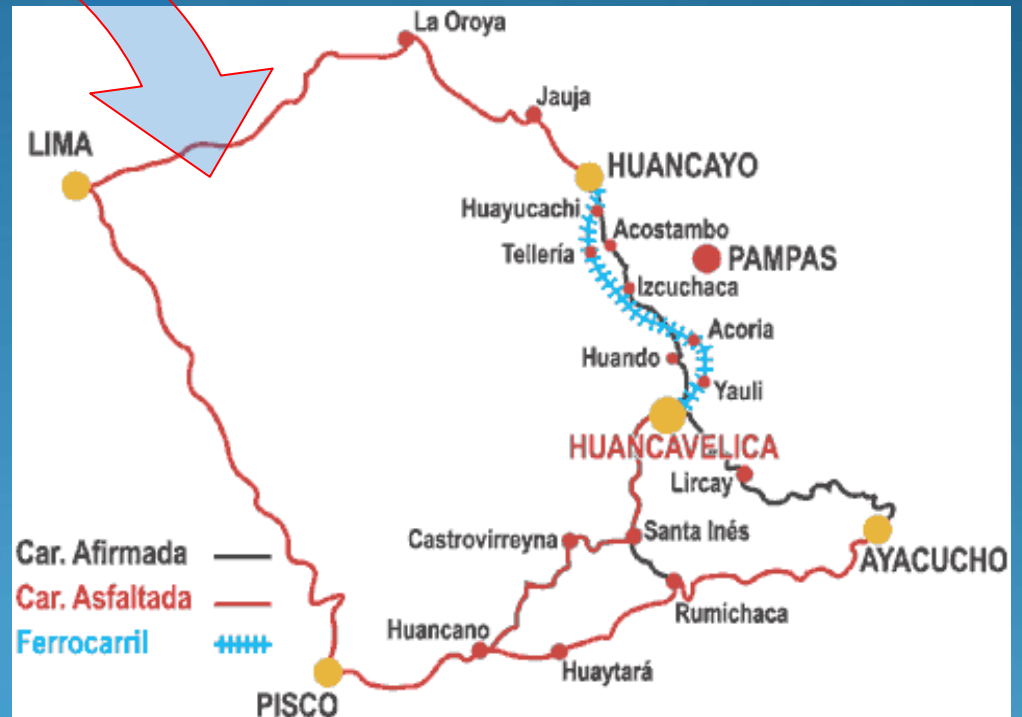 La Oroya
Jauja
LIMA
HUANCAYO
Huayucachi
Acostambo
Tellería
PAMPAS
Izcuchaca
Acoria
Huando
Yauli
HUANCAVELICA
Lircay
Castrovirreyna
Santa Inés
AYACUCHO
Car. Afirmada
Car. Asfaltada
Ferrocarril
Rumichaca
Huancano
Huaytará
PISCO